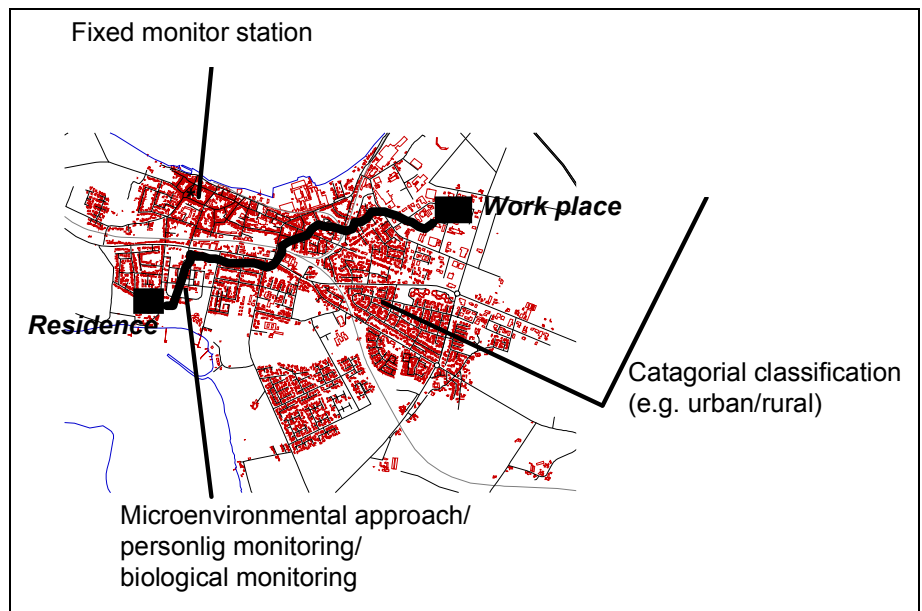 Fixed monitor station
Work place
Residence
Catagorial classification
(e.g. urban/rural)
Microenvironmental approach/
personlig monitoring/
biological monitoring